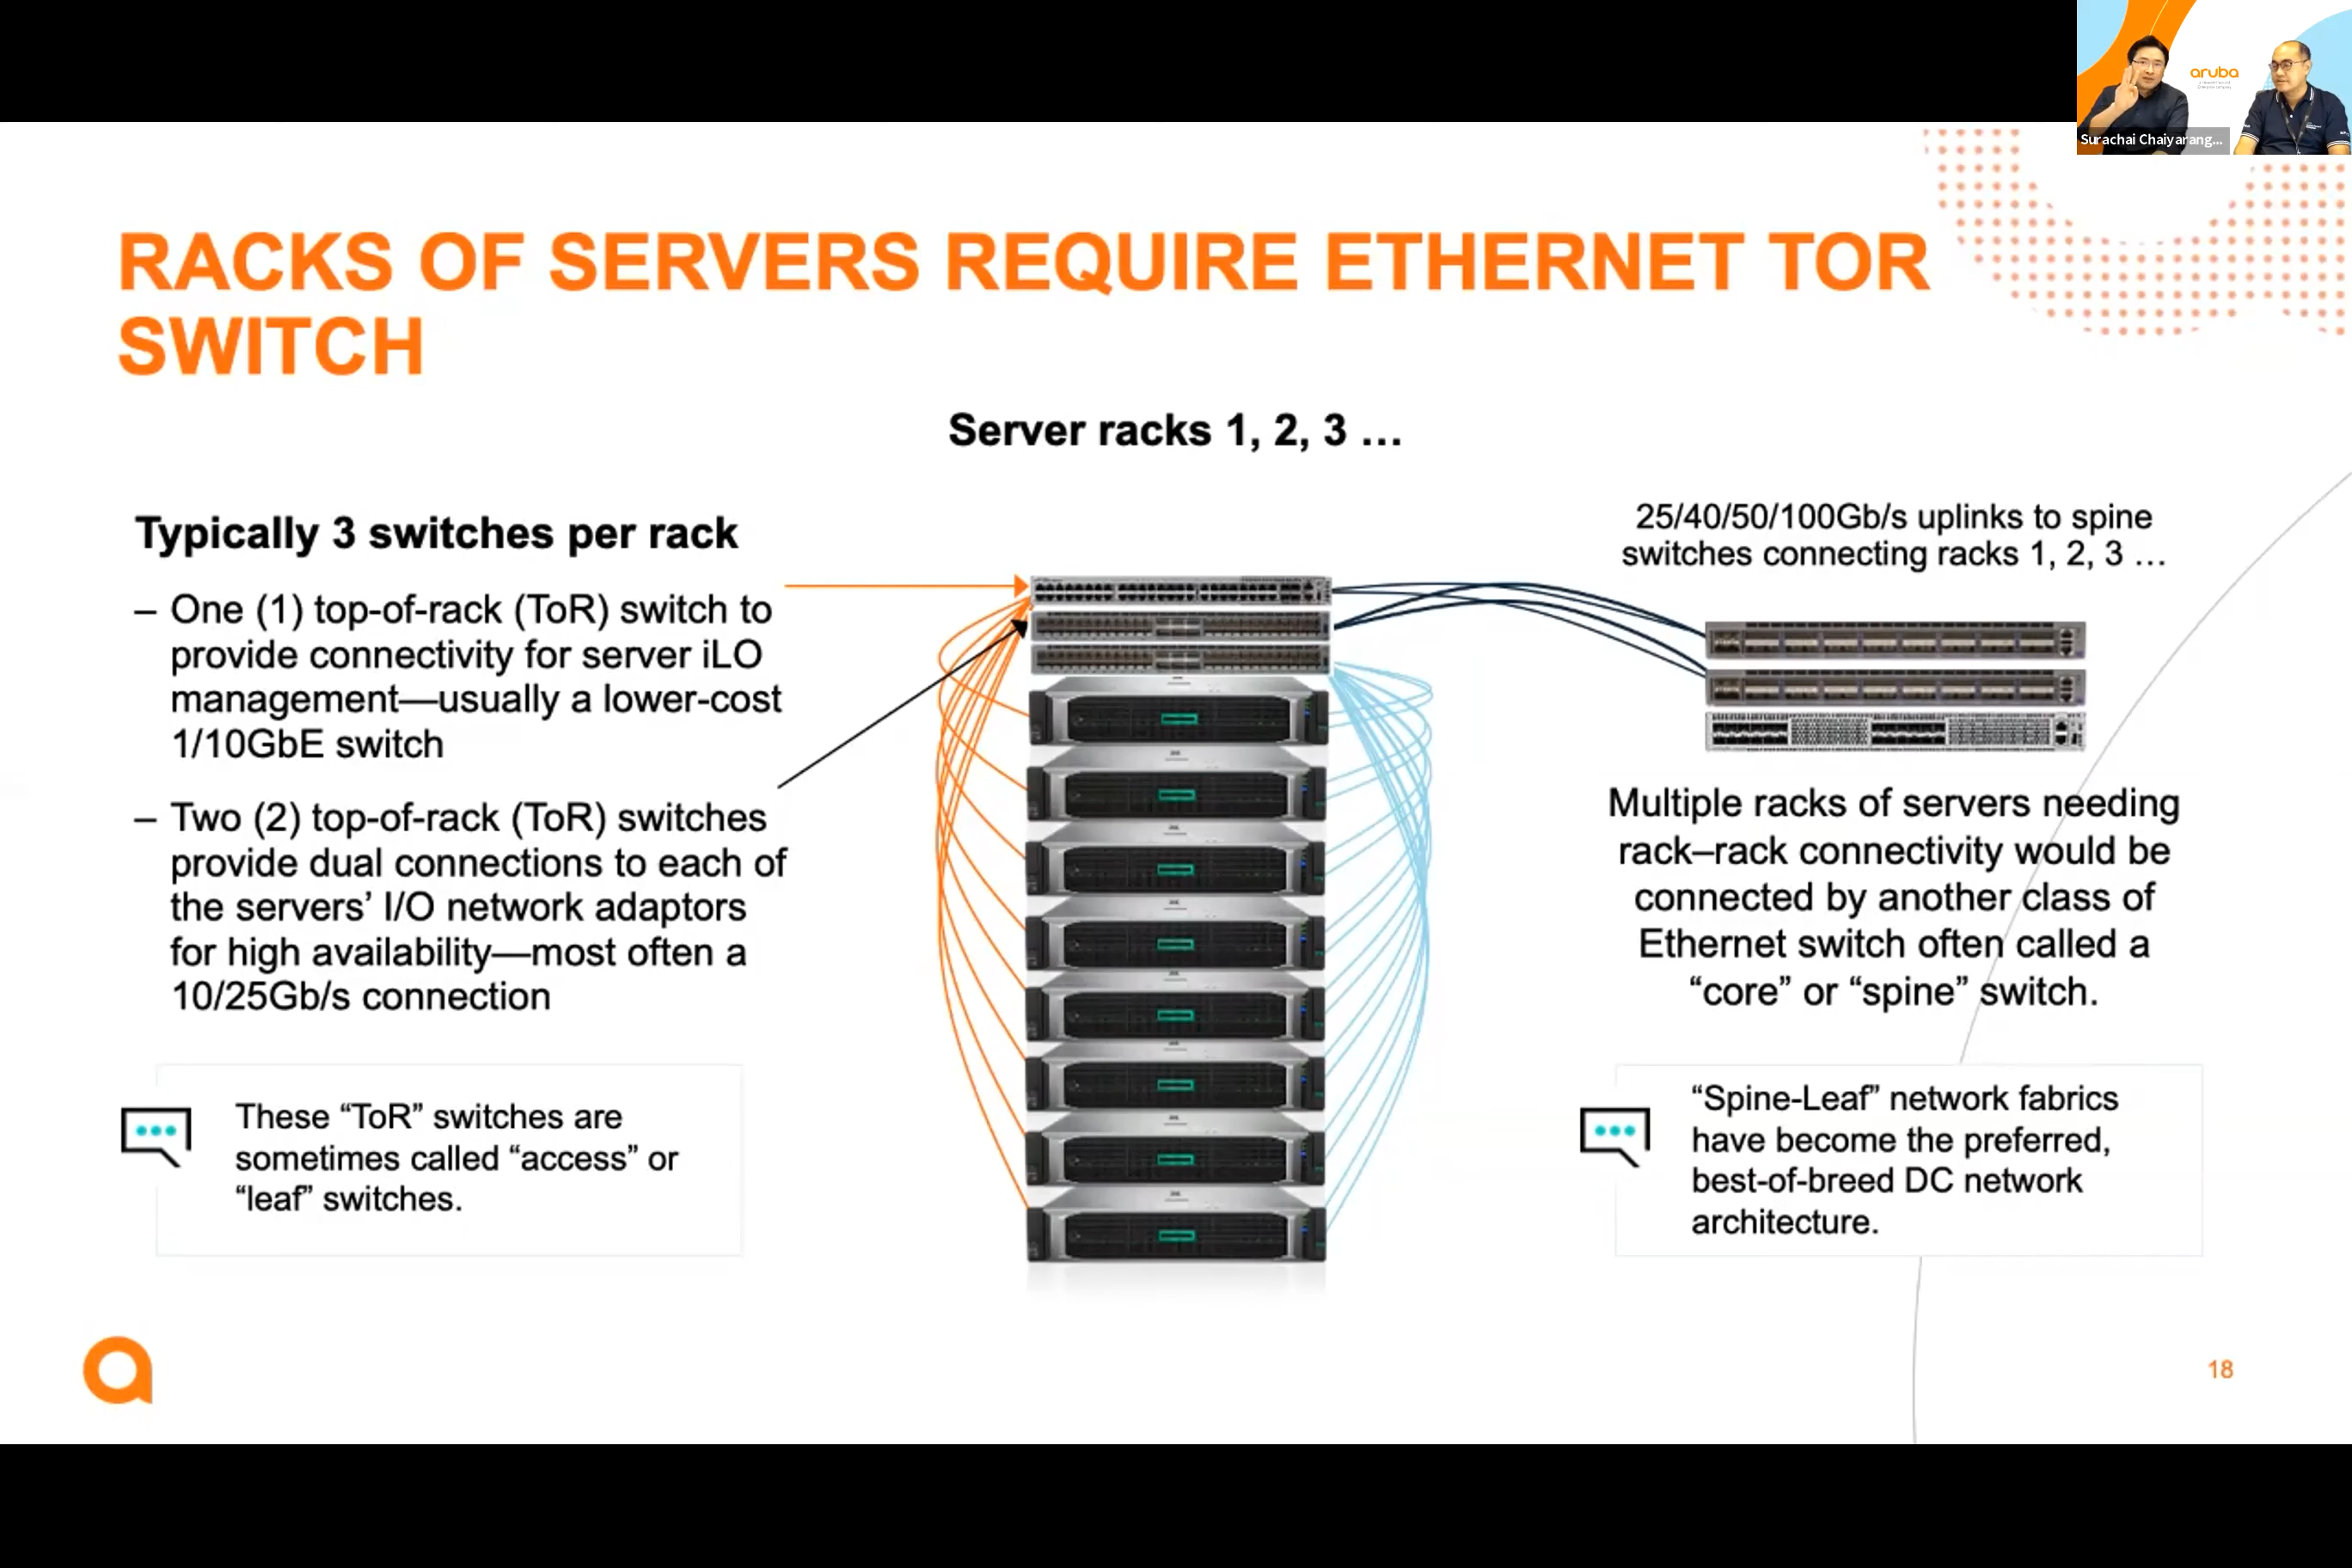 aruba
Surachai Chaiyarang...
RACKS OF SERVERS REQUIRE ETHERNET TOR
SWITCH
Server racks 1, 2, 3 …
Typically 3 switches per rack
– One (1) top-of-rack (ToR) switch to
provide connectivity for server iLO
management—usually a lower-cost
1/10GbE switch
– Two (2) top-of-rack (ToR) switches
provide dual connections to each of
the servers’ I/O network adaptors
for high availability—most often a
10/25Gb/s connection
These “ToR” switches are
sometimes called “access” or
“leaf” switches.
25/40/50/100Gb/s uplinks to spine
switches connecting racks 1, 2, 3 …
Multiple racks of servers needing
rack–rack connectivity would be
connected by another class of
Ethernet switch often called a
“core” or “spine” switch.
“Spine-Leaf” network fabrics
have become the preferred,
best-of-breed DC network
architecture.
18